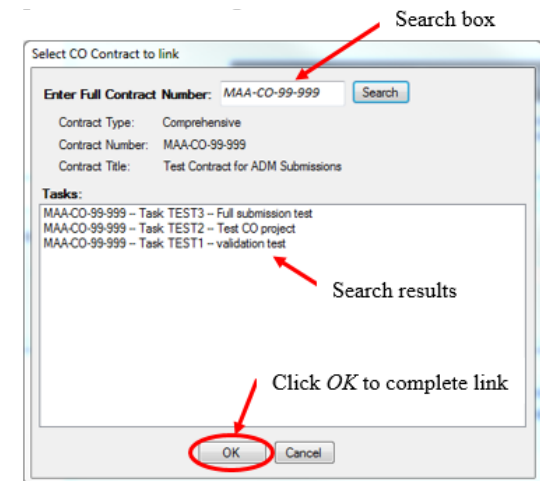 Search box
Select CO Contract to link
Enter Full Contract Number: MAA-CO-99-999 Search
Contract Type: Comprehensive
Contract Number: MAA-CO-99-999
Contract Title: Test Contract for ADM Submissions
Tasks:
MAA-CO-99-999 -- Task TEST3 -- Full submission test
MAA-CO-99-999 -- Task TEST2 -- Test CO project
MAA-CO-99-999 -- Task TEST1 -- validation test
Search results
Click OK to complete link
OK Cancel